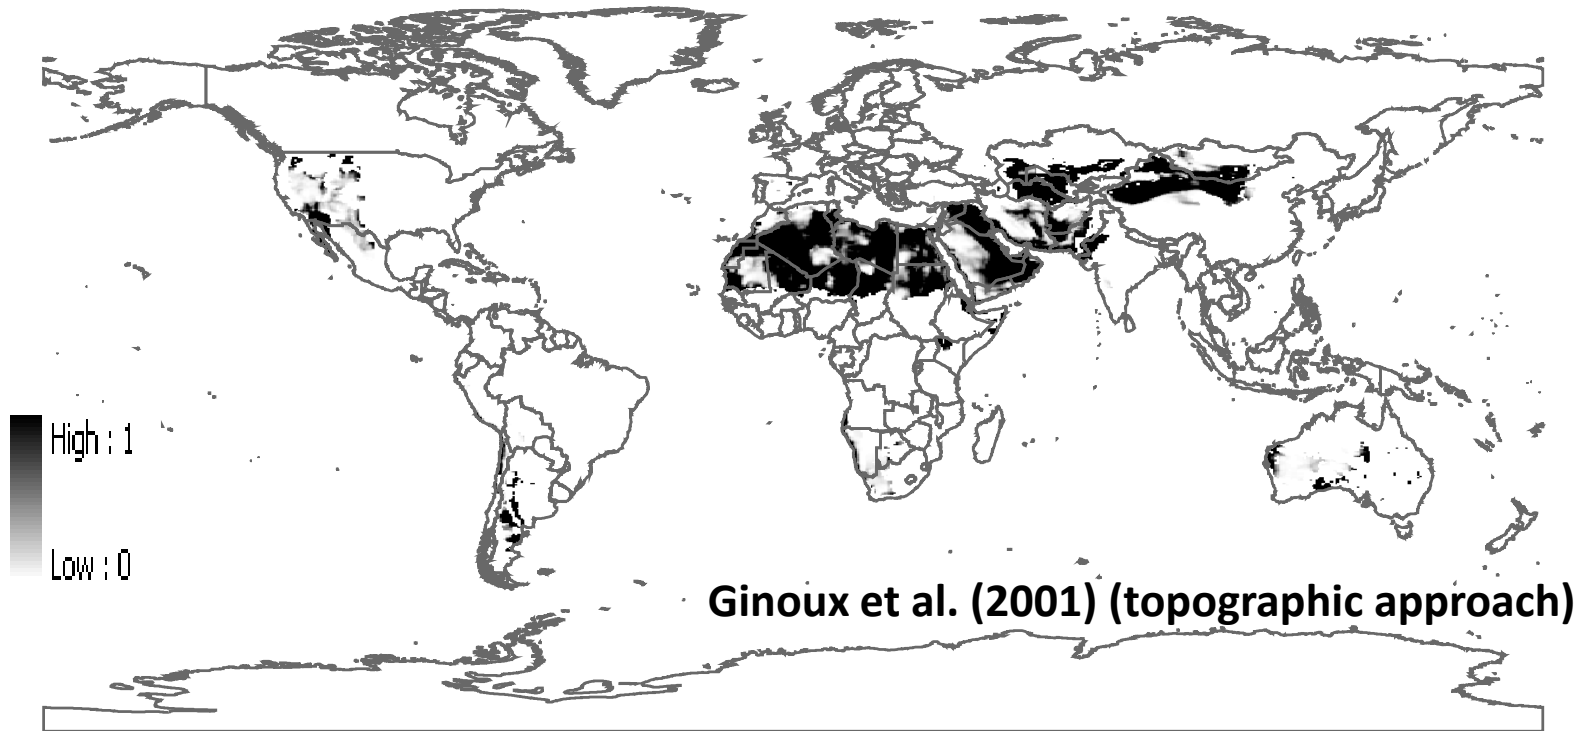 High : 1
Low : 0
Ginoux et al. (2001) (topographic approach)